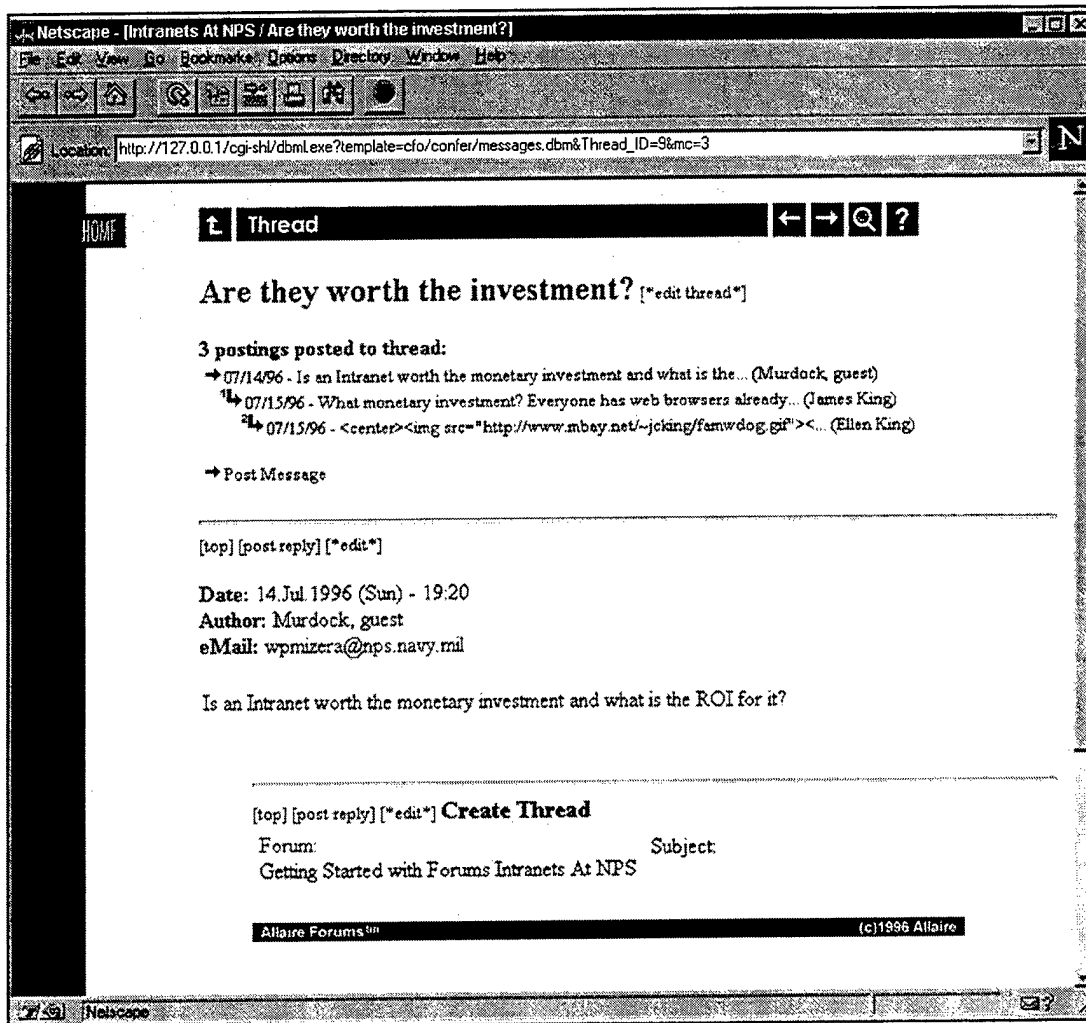 Netscape - [Intranets At NPS / Are they worth the investment?]
File Edit View Go Bookmarks Options Directory Window Help
Location: http://127.0.0.1/cgi-shl/dbml.exe?template=cfo/confer/messages.dbm&Thread_ID=9&mc=3
N
HOME
Thread
?
Are they worth the investment? [*edit thread*]
3 postings posted to thread:
07/14/96 - Is an Intranet worth the monetary investment and what is the... (Murdock, guest)
1 07/15/96 - What monetary investment? Everyone has web browsers already... (James King)
2 07/15/96 - <center><img src="http://www.mbay.net/~jcking/famwdog.gif"><... (Ellen King)
Post Message
[top] [post reply] [*edit*]
Date: 14.Jul.1996 (Sun) - 19:20
Author: Murdock, guest
eMail: wpmizera@nps.navy.mil
Is an Intranet worth the monetary investment and what is the ROI for it?
[top] [post reply] [*edit*] Create Thread
Forum: Subject:
Getting Started with Forums Intranets At NPS
Allaire Forums tm (c)1996 Allaire
Netscape
?